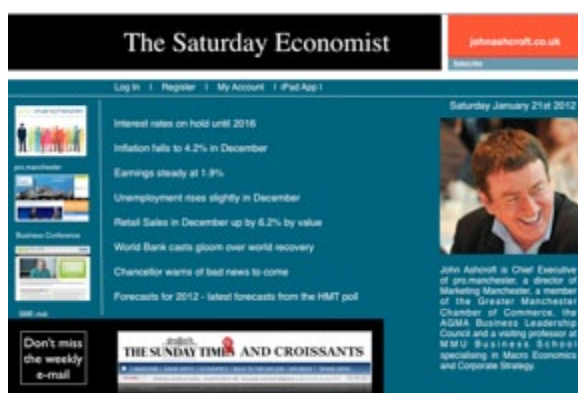 The Saturday Economist
johnashcroft.co.uk
Subscribe
Log In | Register | My Account | iPad App |
Saturday January 21st 2012
Interest rates on hold until 2016
Inflation falls to 4.2% in December
Earnings steady at 1.9%
pro.manchester
Unemployment rises slightly in December
Retail Sales in December up by 6.2% by value
Business Conference
World Bank casts gloom over world recovery
Chancellor warns of bad news to come
Forecasts for 2012 - latest forecasts from the HMT poll
John Ashcroft is Chief Executive
of pro.manchester, a director of
Marketing Manchester, a member
of the Greater Manchester
Chamber of Commerce, the
AGMA Business Leadership
Council and a visiting professor at
MMU Business School
specialising in Macro Economics
and Corporate Strategy.
Don't miss
the weekly
e-mail
THE SUNDAY TIMES AND CROISSANTS